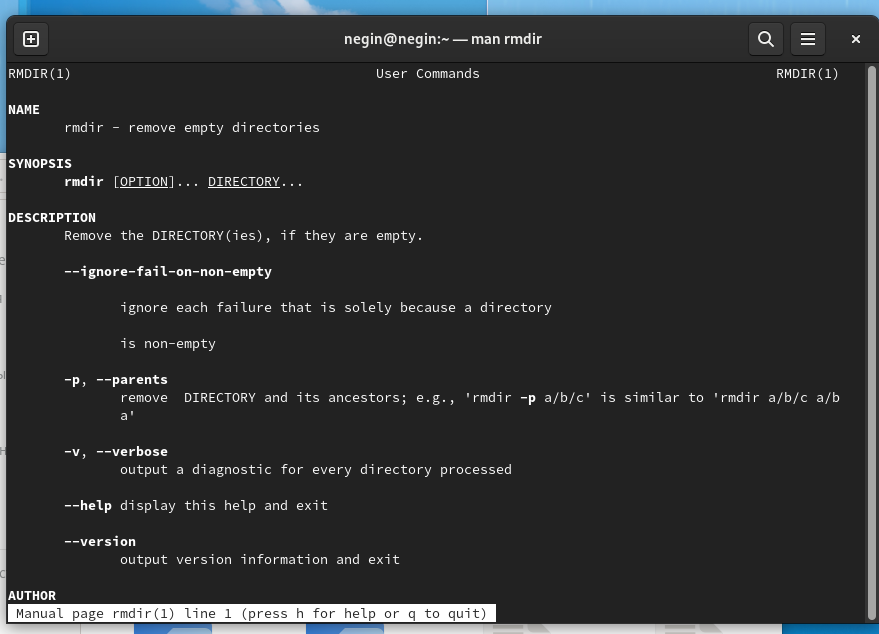 negin@negin:~ — man rmdir
RMDIR(1) User Commands RMDIR(1)
NAME
rmdir - remove empty directories
SYNOPSIS
rmdir [OPTION]... DIRECTORY...
DESCRIPTION
Remove the DIRECTORY(ies), if they are empty.
--ignore-fail-on-non-empty
ignore each failure that is solely because a directory
is non-empty
-p, --parents
remove  DIRECTORY and its ancestors; e.g., 'rmdir -p a/b/c' is similar to 'rmdir a/b/c a/b
a'
-v, --verbose
output a diagnostic for every directory processed
--help display this help and exit
--version
output version information and exit
AUTHOR
Manual page rmdir(1) line 1 (press h for help or q to quit)